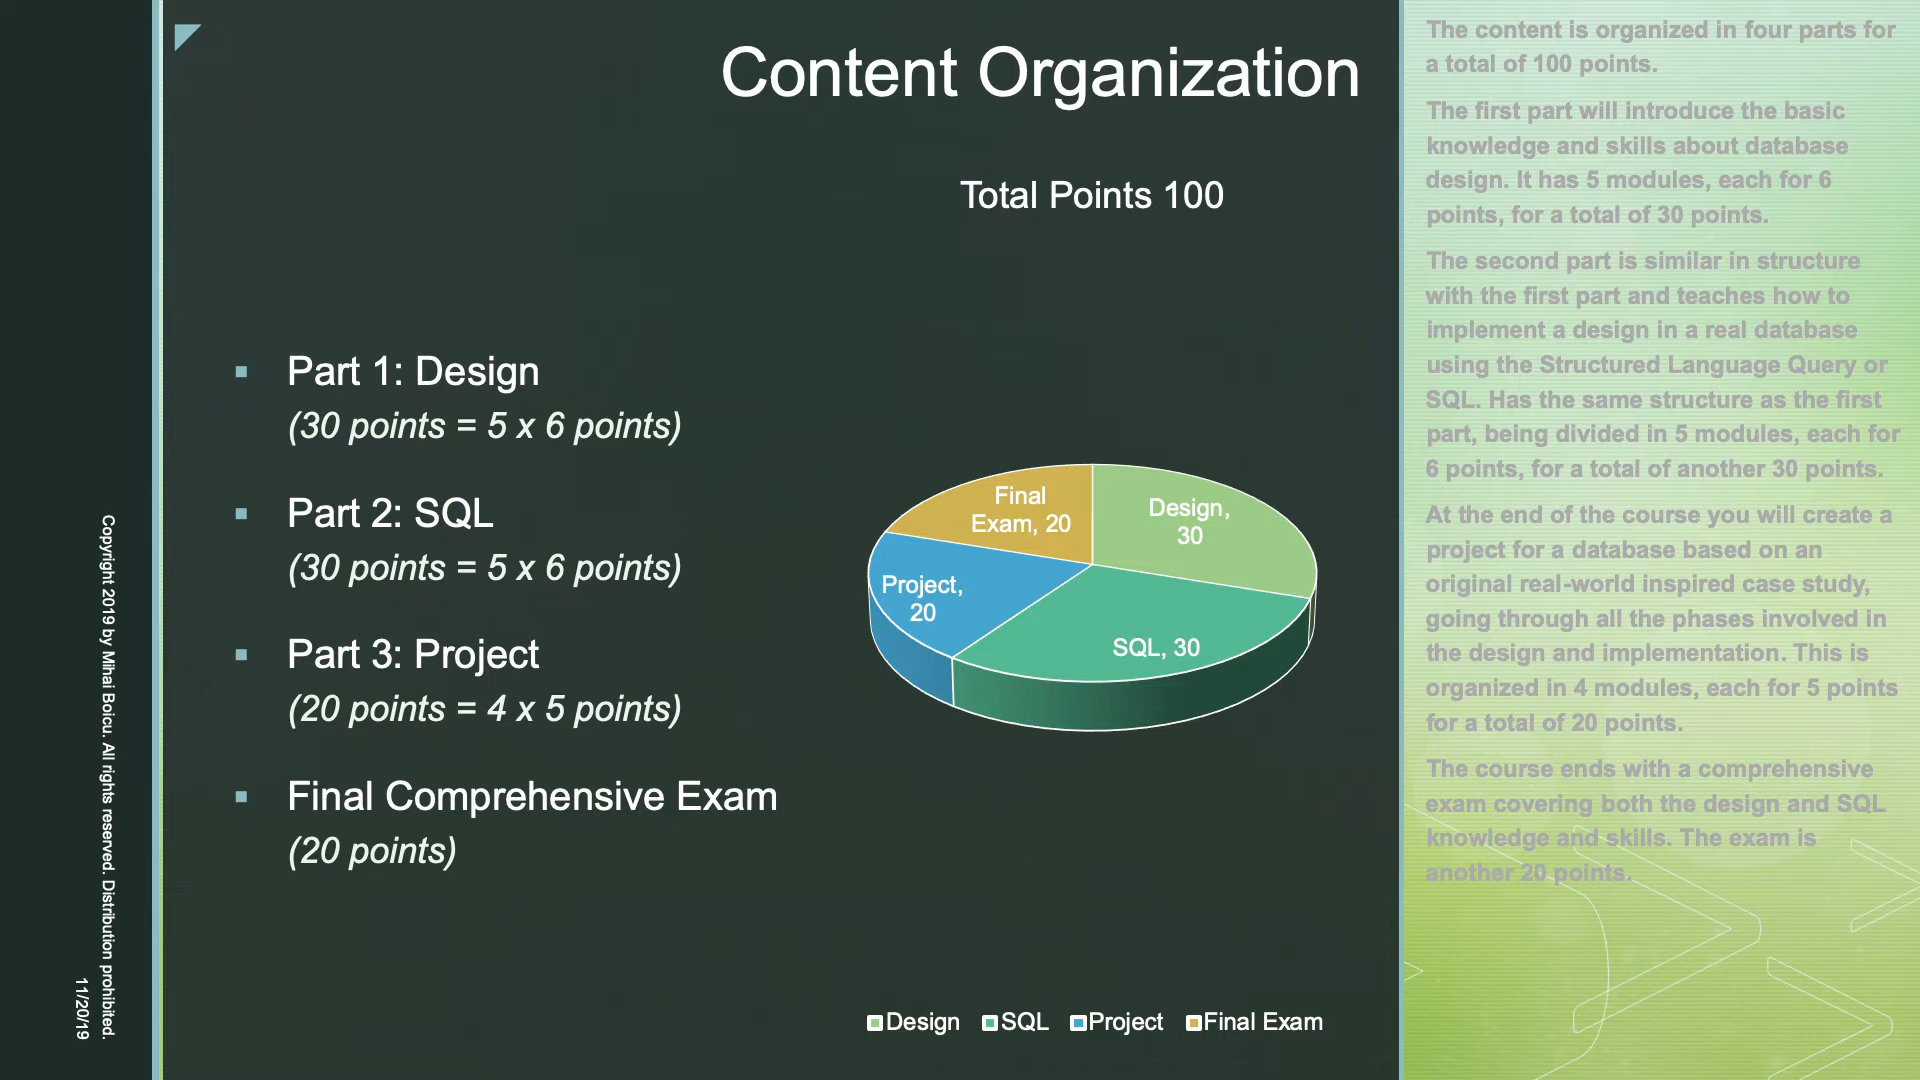 Content Organization
Total Points 100
Part 1: Design
(30 points = 5 x 6 points)
Part 2: SQL
(30 points = 5 x 6 points)
Part 3: Project
(20 points = 4 x 5 points)
Final Comprehensive Exam
(20 points)
Final
Exam, 20
Design,
30
Project,
20
SQL, 30
Design SQL Project Final Exam
The content is organized in four parts for
a total of 100 points.
The first part will introduce the basic
knowledge and skills about database
design. It has 5 modules, each for 6
points, for a total of 30 points.
The second part is similar in structure
with the first part and teaches how to
implement a design in a real database
using the Structured Language Query or
SQL. Has the same structure as the first
part, being divided in 5 modules, each for
6 points, for a total of another 30 points.
At the end of the course you will create a
project for a database based on an
original real-world inspired case study,
going through all the phases involved in
the design and implementation. This is
organized in 4 modules, each for 5 points
for a total of 20 points.
The course ends with a comprehensive
exam covering both the design and SQL
knowledge and skills. The exam is
another 20 points.
Copyright 2019 by Mihai Boicu. All rights reserved. Distribution prohibited.
11/20/19